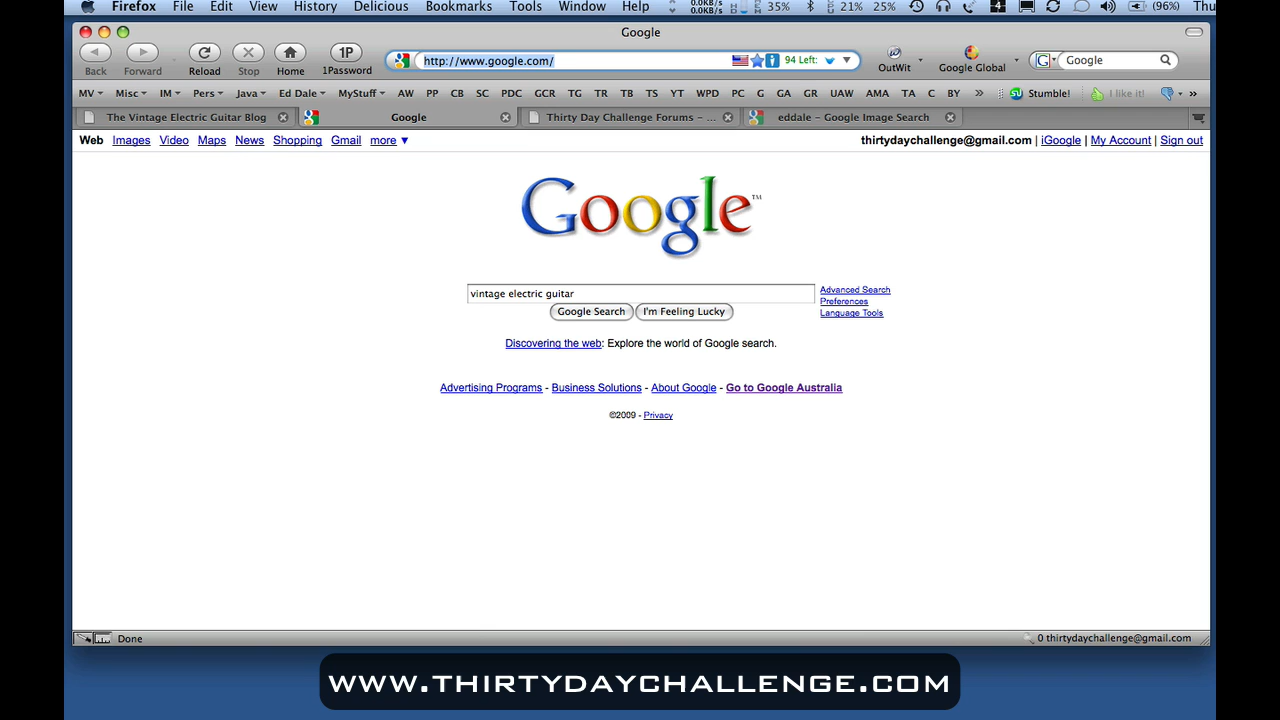 Firefox File Edit View History Delicious Bookmarks Tools Window Help 0.0KB/s 0.0KB/s 35% 21% 25% 4 (96%) Thu
Google
Back Forward Reload Stop Home 1P 1Password http://www.google.com/ 94 Left: OutWit Google Global Google
MV Misc IM Pers Java Ed Dale MyStuff AW PP CB SC PDC GCR TG TR TB TS YT WPD PC G GA GR UAW AMA TA C BY » Stumble! I like it! »
The Vintage Electric Guitar Blog Google Thirty Day Challenge Forums – ... eddale – Google Image Search
Web Images Video Maps News Shopping Gmail more ▼ thirtydaychallenge@gmail.com | iGoogle | My Account | Sign out
Google™
vintage electric guitar
Advanced Search
Preferences
Language Tools
Google Search I'm Feeling Lucky
Discovering the web: Explore the world of Google search.
Advertising Programs - Business Solutions - About Google - Go to Google Australia
©2009 - Privacy
Done 0 thirtydaychallenge@gmail.com
WWW.THIRTYDAYCHALLENGE.COM